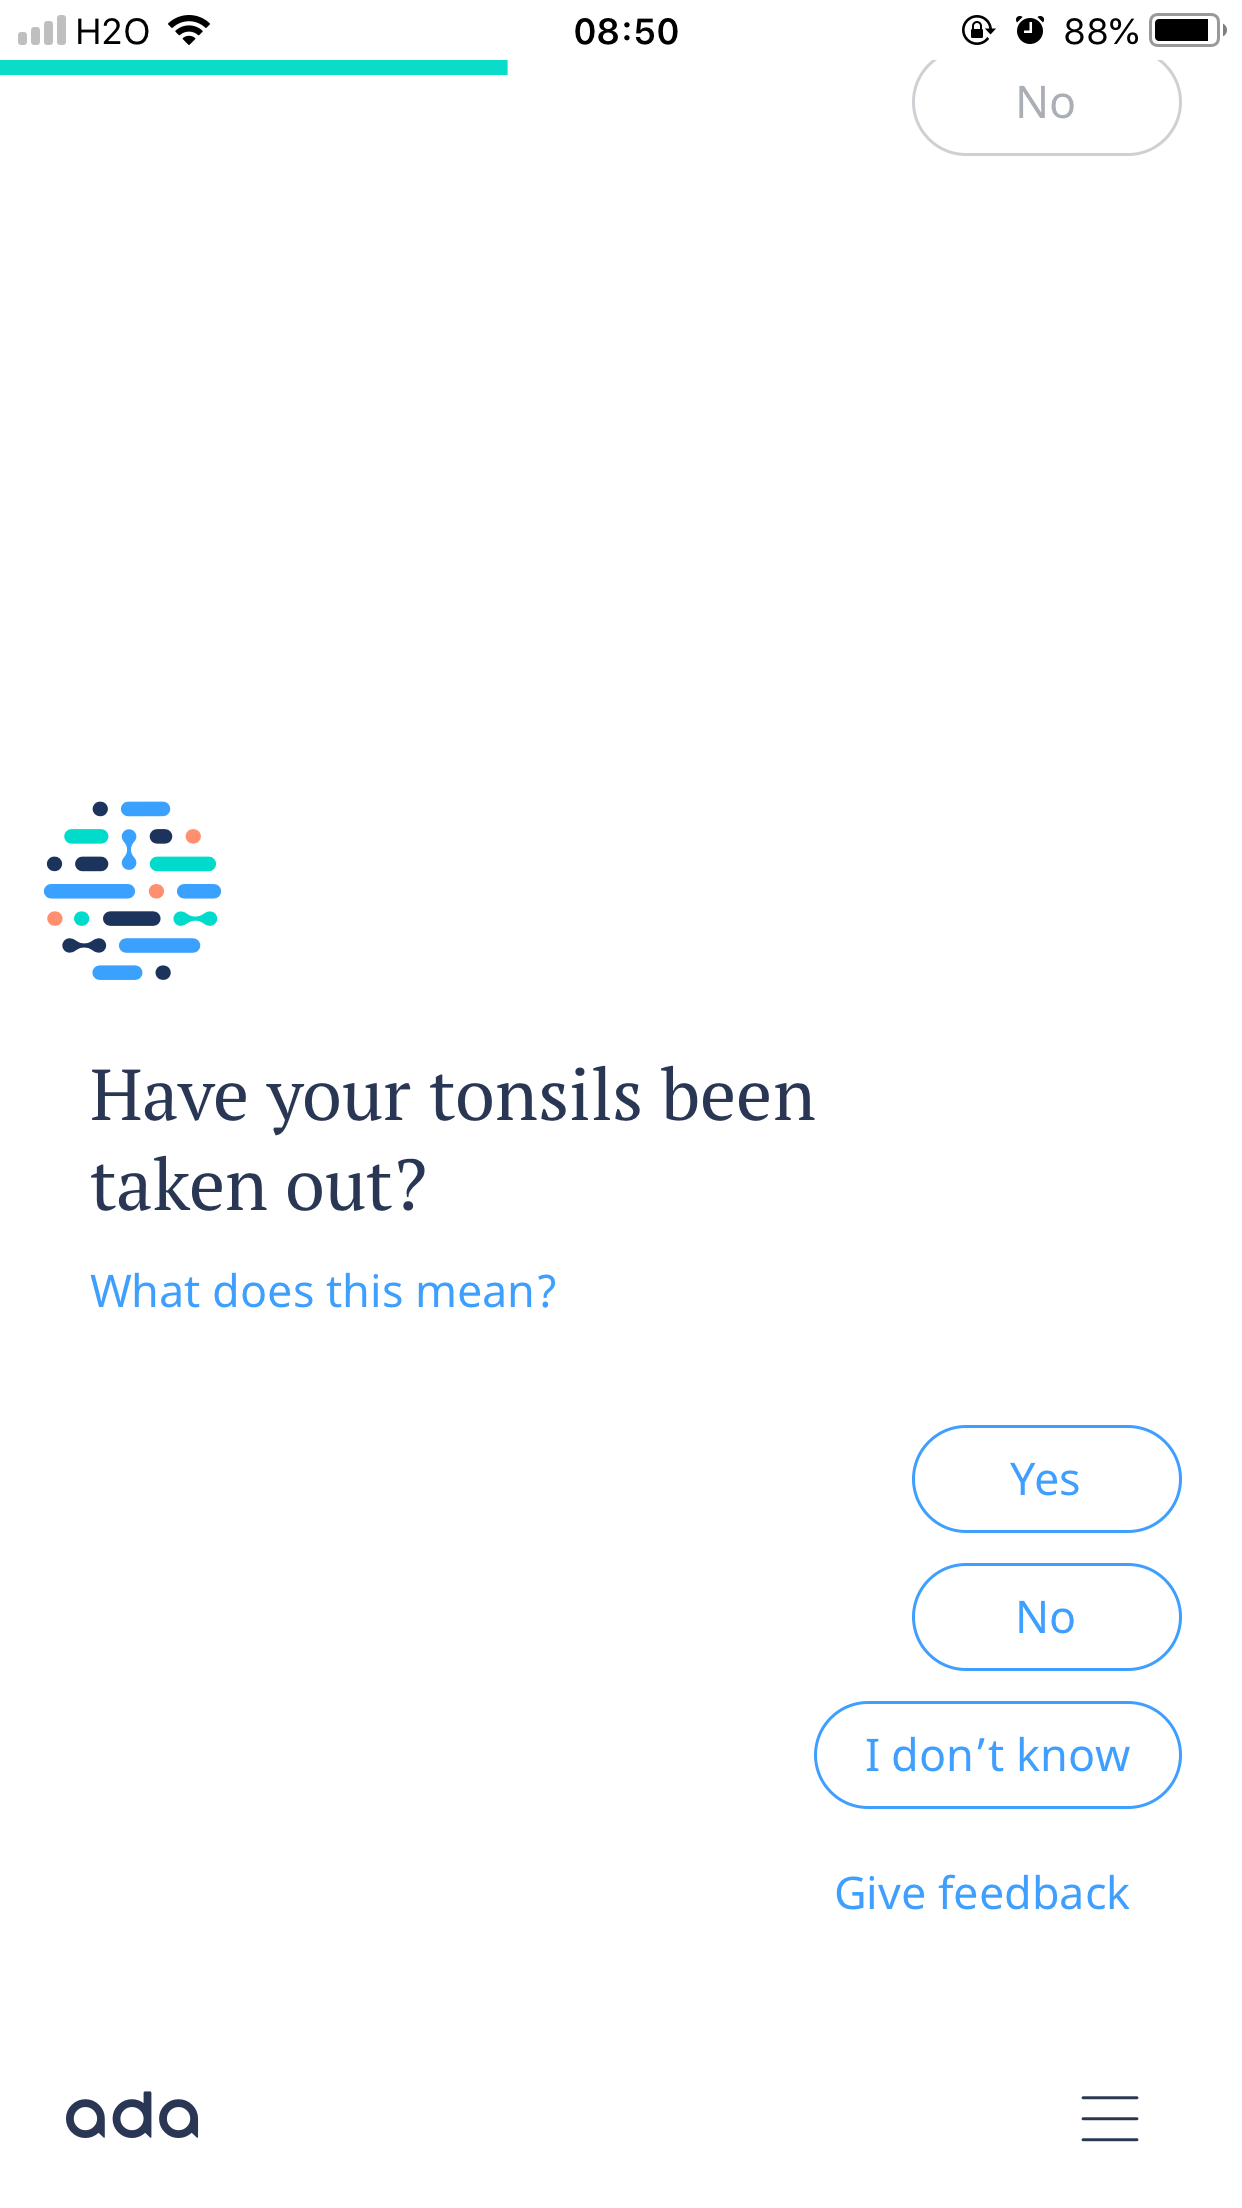 H2O 08:50 88%
No
Have your tonsils been
taken out?
What does this mean?
Yes
No
I don’t know
Give feedback
ada